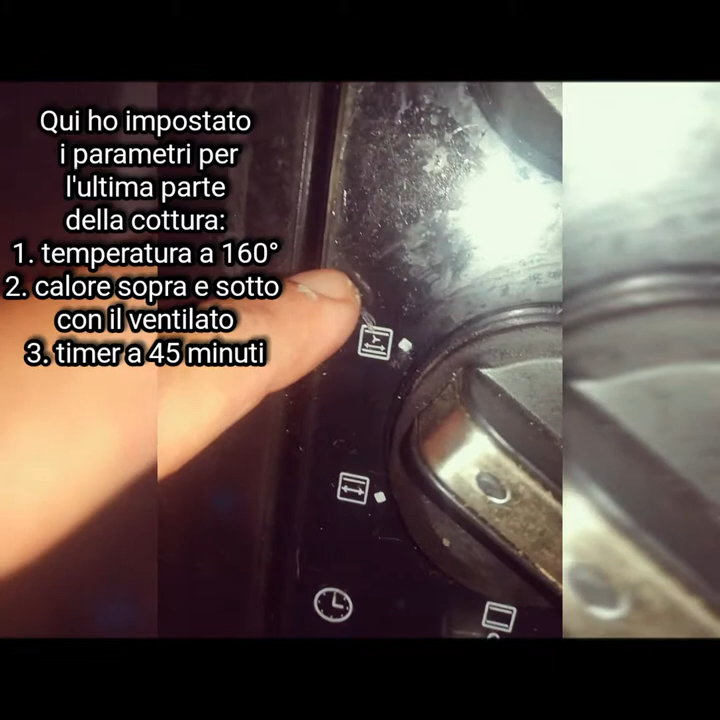 Qui ho impostato
i parametri per
l'ultima parte
della cottura:
1. temperatura a 160°
2. calore sopra e sotto
con il ventilato
3. timer a 45 minuti